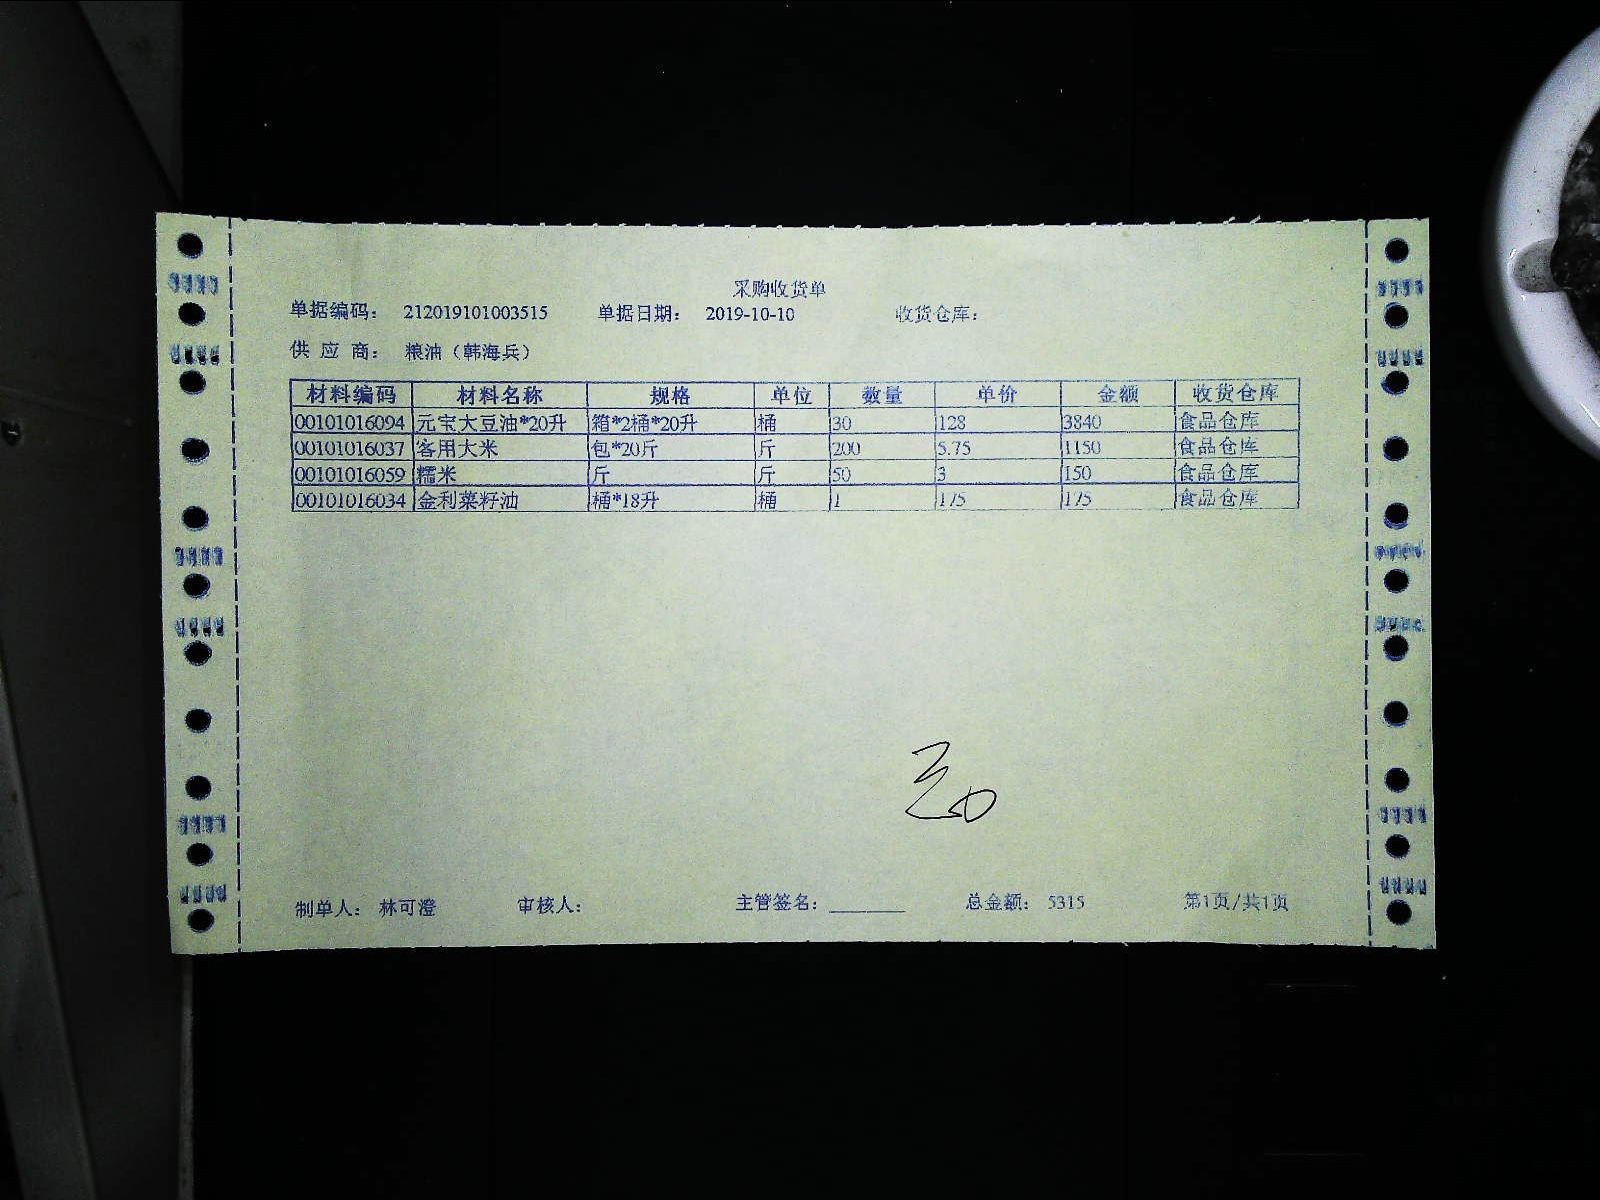 采购收货单
单据编码： 212019101003515 单据日期： 2019-10-10 收货仓库：
供 应 商： 粮油（韩海兵）
材料编码 材料名称 规格 单位 数量 单价 金额 收货仓库
00101016094 元宝大豆油*20升 箱*2桶*20升 桶 30 128 3840 食品仓库
00101016037 客用大米 包*20斤 斤 200 5.75 1150 食品仓库
00101016059 糯米 斤 斤 50 3 150 食品仓库
00101016034 金利菜籽油 桶*18升 桶 1 175 175 食品仓库
制单人： 林可澄 审核人： 主管签名：________ 总金额： 5315 第1页/共1页